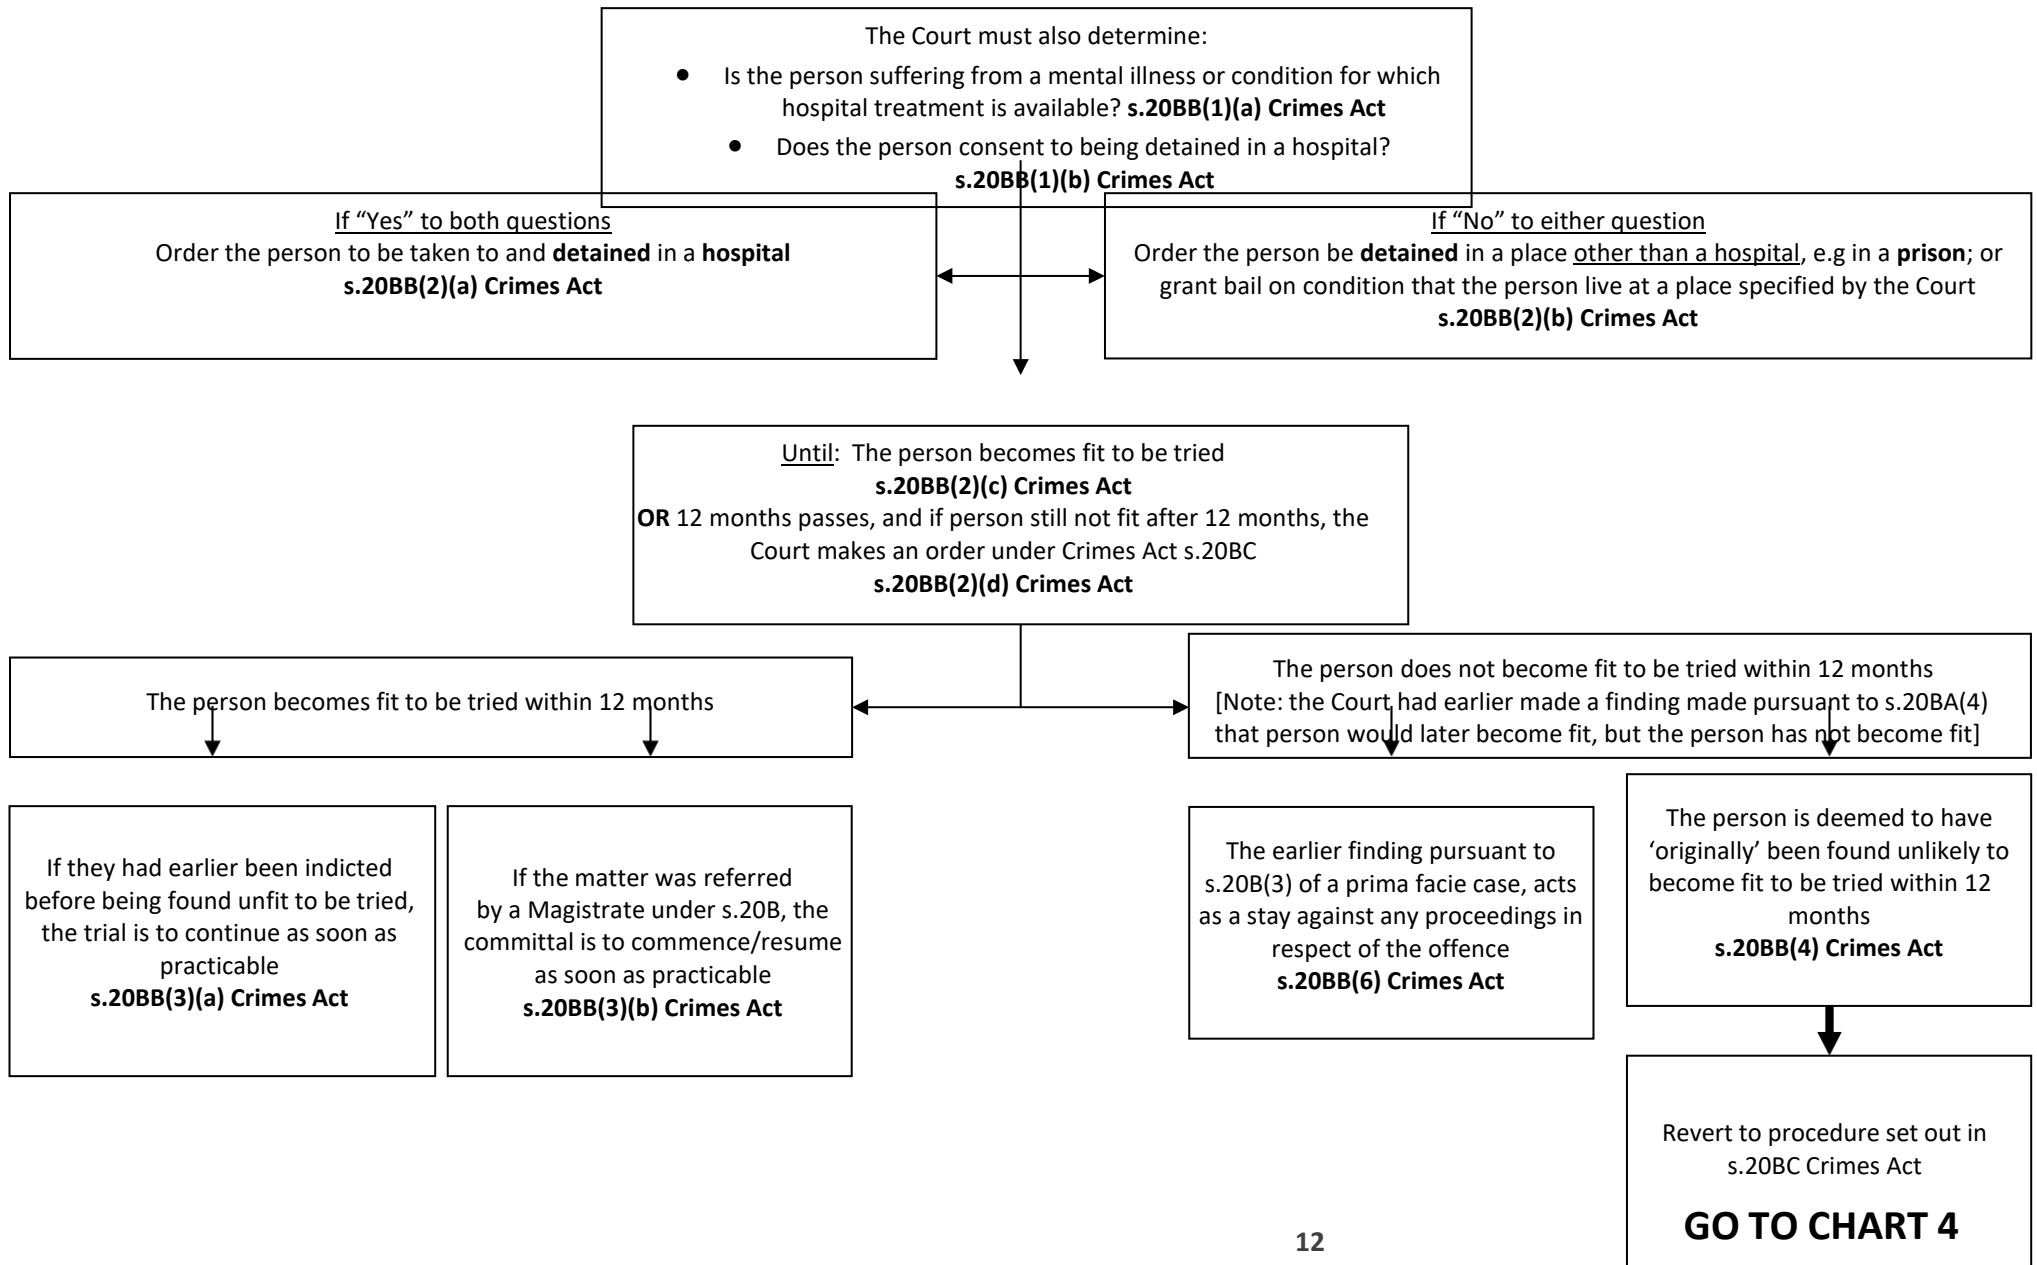 The Court must also determine:
● Is the person suffering from a mental illness or condition for which
hospital treatment is available? s.20BB(1)(a) Crimes Act
● Does the person consent to being detained in a hospital?
s.20BB(1)(b) Crimes Act
If “Yes” to both questions
Order the person to be taken to and detained in a hospital
s.20BB(2)(a) Crimes Act
If “No” to either question
Order the person be detained in a place other than a hospital, e.g in a prison; or
grant bail on condition that the person live at a place specified by the Court
s.20BB(2)(b) Crimes Act
Until: The person becomes fit to be tried
s.20BB(2)(c) Crimes Act
OR 12 months passes, and if person still not fit after 12 months, the
Court makes an order under Crimes Act s.20BC
s.20BB(2)(d) Crimes Act
The person becomes fit to be tried within 12 months
The person does not become fit to be tried within 12 months
[Note: the Court had earlier made a finding made pursuant to s.20BA(4)
that person would later become fit, but the person has not become fit]
If they had earlier been indicted
before being found unfit to be tried,
the trial is to continue as soon as
practicable
s.20BB(3)(a) Crimes Act
If the matter was referred
by a Magistrate under s.20B, the
committal is to commence/resume
as soon as practicable
s.20BB(3)(b) Crimes Act
The earlier finding pursuant to
s.20B(3) of a prima facie case, acts
as a stay against any proceedings in
respect of the offence
s.20BB(6) Crimes Act
The person is deemed to have
‘originally’ been found unlikely to
become fit to be tried within 12
months
s.20BB(4) Crimes Act
Revert to procedure set out in
s.20BC Crimes Act
GO TO CHART 4
12